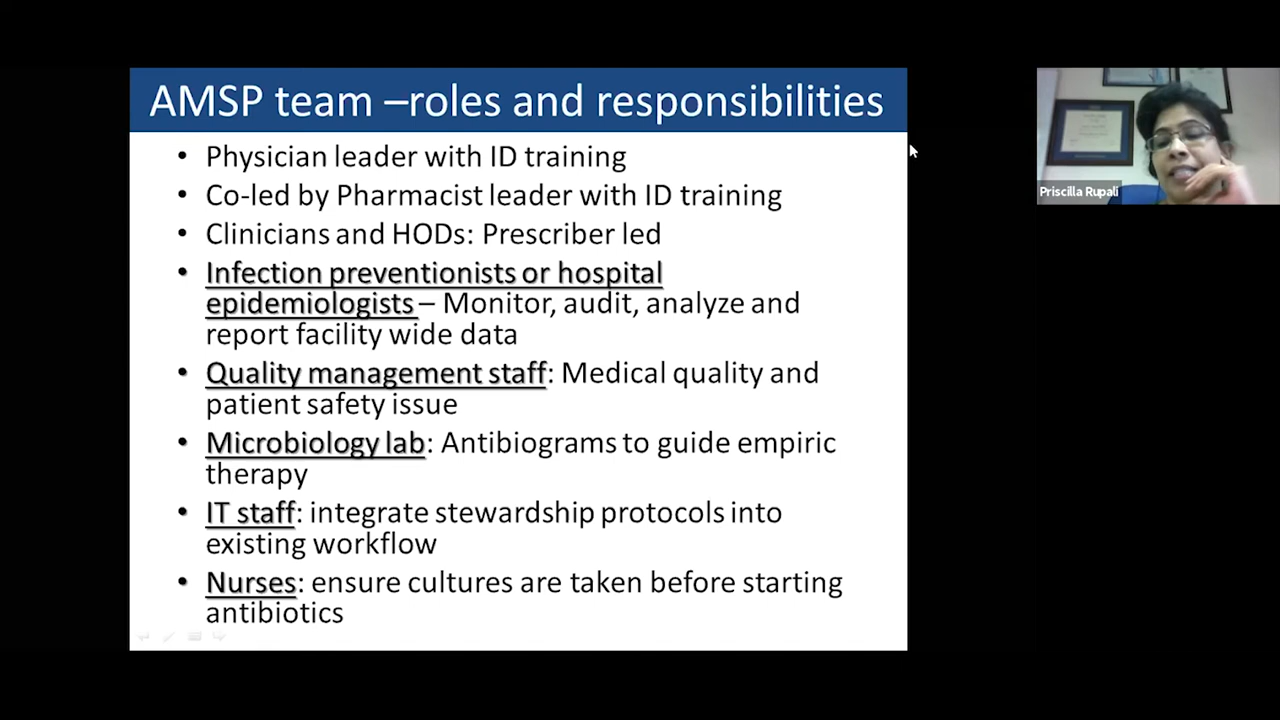 AMSP team –roles and responsibilities
• Physician leader with ID training
• Co-led by Pharmacist leader with ID training
• Clinicians and HODs: Prescriber led
• Infection preventionists or hospital
epidemiologists – Monitor, audit, analyze and
report facility wide data
• Quality management staff: Medical quality and
patient safety issue
• Microbiology lab: Antibiograms to guide empiric
therapy
• IT staff: integrate stewardship protocols into
existing workflow
• Nurses: ensure cultures are taken before starting
antibiotics
Priscilla Rupali